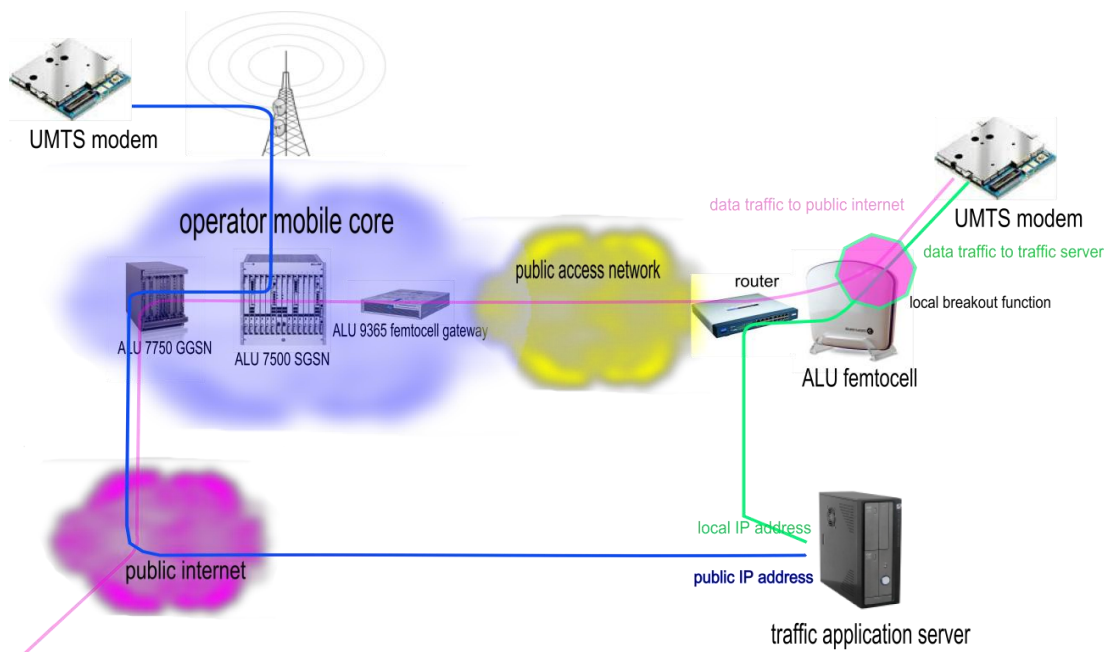 UMTS modem
operator mobile core
data traffic to public internet
UMTS modem
data traffic to traffic server
public access network
router
local breakout function
ALU 7750 GGSN
ALU 7500 SGSN
ALU 9365 femtocell gateway
ALU femtocell
local IP address
public internet
public IP address
traffic application server